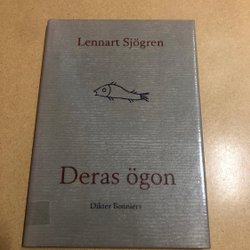 Lennart Sjögren
Deras ögon
Dikter Bonniers